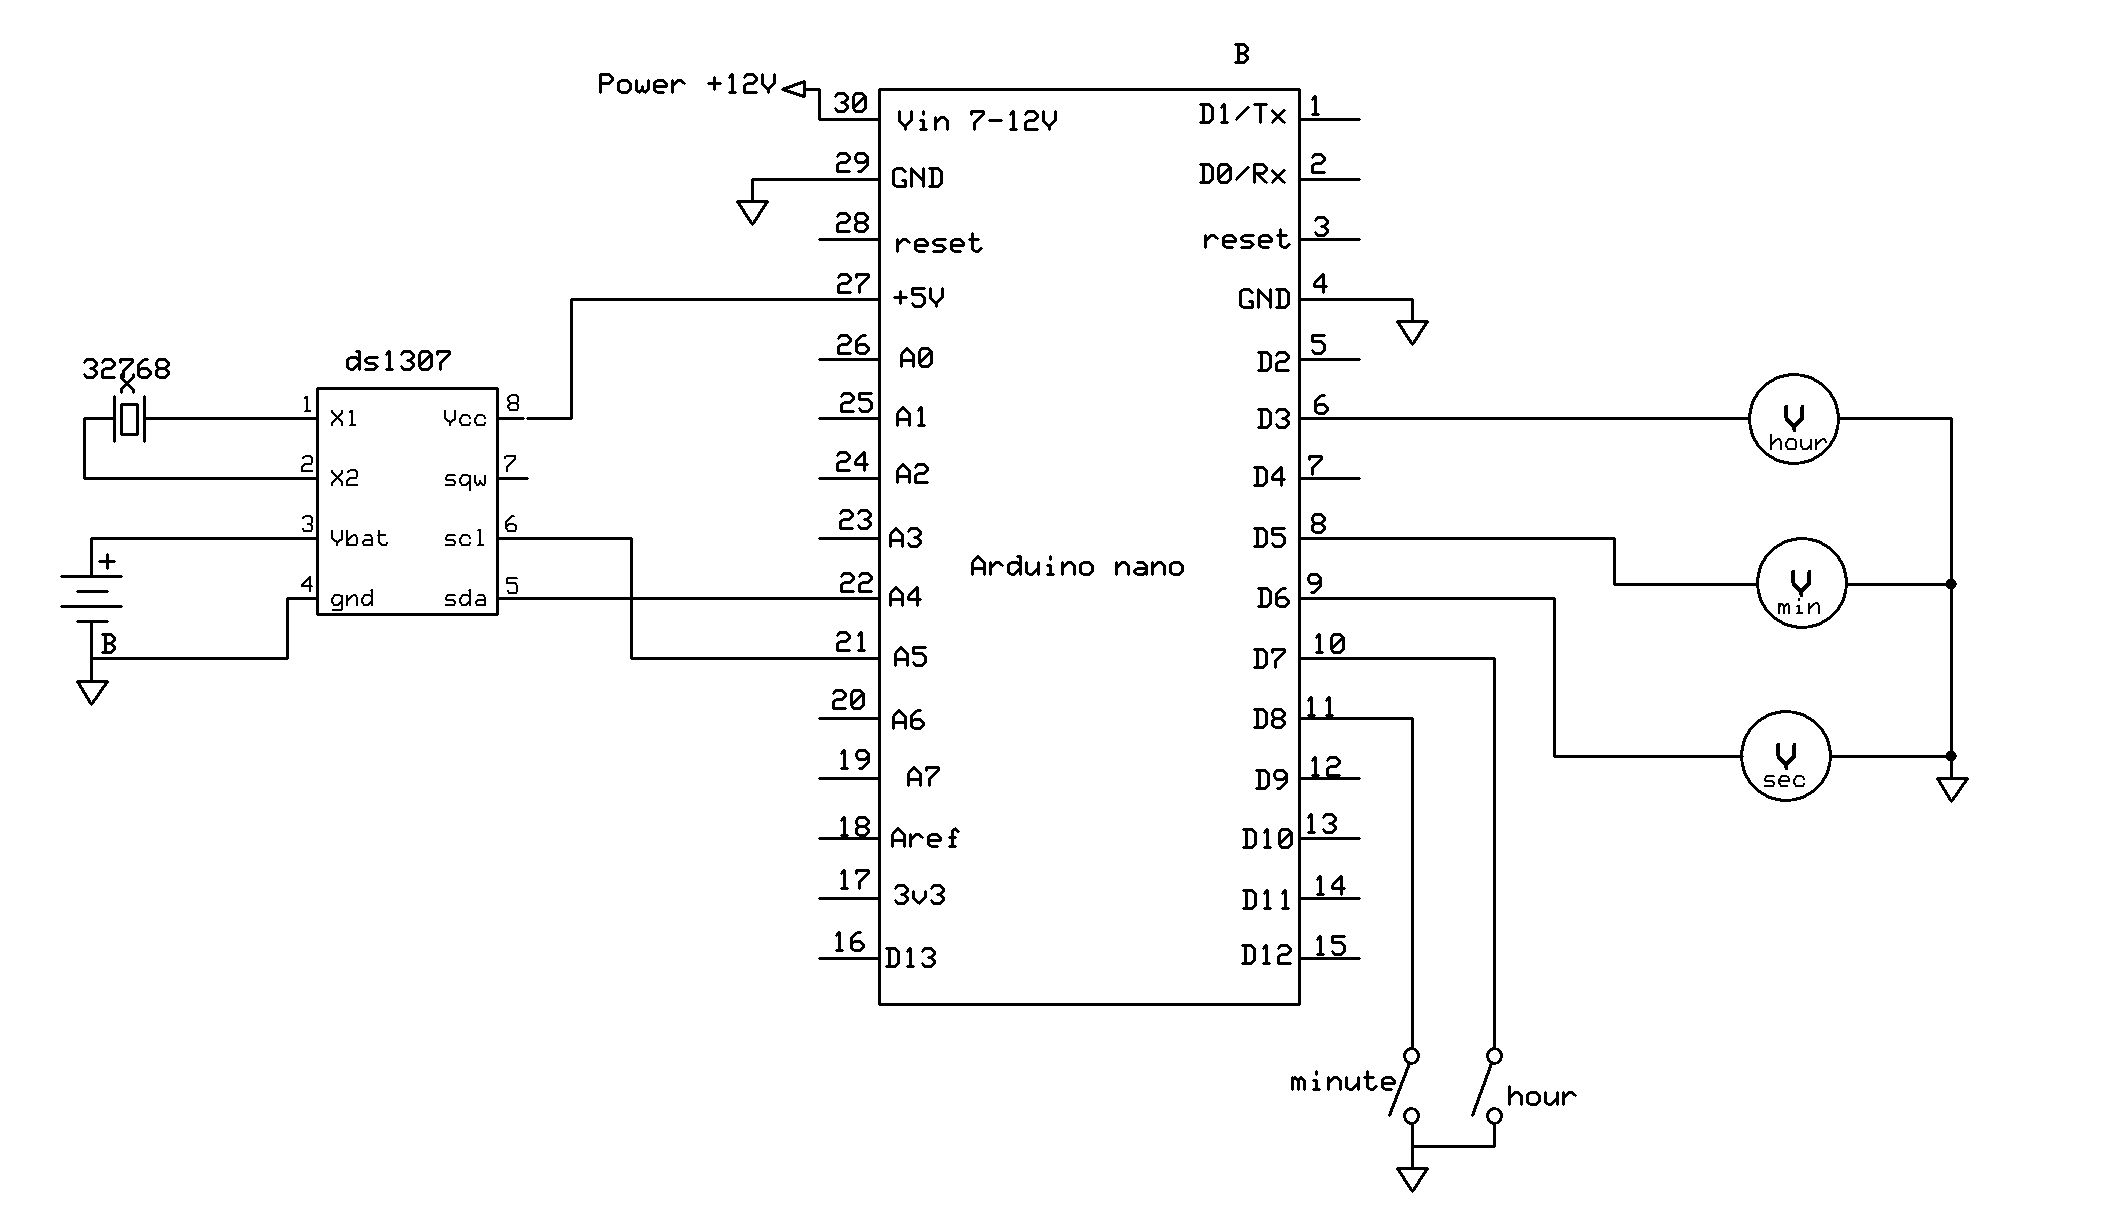 B
Power +12V
30
Vin 7-12V
D1/Tx
1
29
GND
D0/Rx
2
28
reset
reset
3
27
+5V
GND
4
26
A0
D2
5
25
A1
D3
6
24
A2
D4
7
23
A3
D5
8
22
A4
D6
9
21
A5
D7
10
20
A6
D8
11
19
A7
D9
12
18
Aref
D10
13
17
3v3
D11
14
16
D13
D12
15
Arduino nano
32768
X
ds1307
1
X1
Vcc
8
2
X2
sqw
7
3
Vbat
scl
6
4
gnd
sda
5
+
B
V
hour
V
min
V
sec
minute
hour